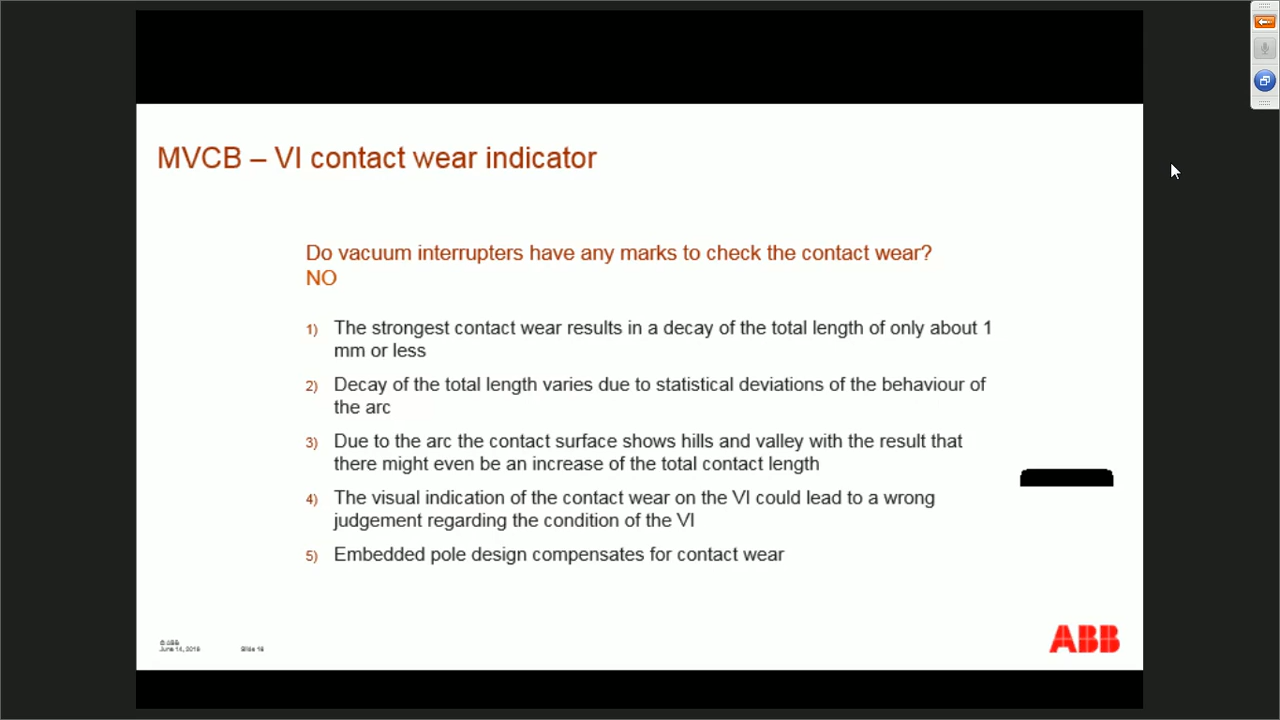 MVCB – VI contact wear indicator
Do vacuum interrupters have any marks to check the contact wear?
NO
1) The strongest contact wear results in a decay of the total length of only about 1
mm or less
2) Decay of the total length varies due to statistical deviations of the behaviour of
the arc
3) Due to the arc the contact surface shows hills and valley with the result that
there might even be an increase of the total contact length
4) The visual indication of the contact wear on the VI could lead to a wrong
judgement regarding the condition of the VI
5) Embedded pole design compensates for contact wear
© ABB
Slide 16
ABB